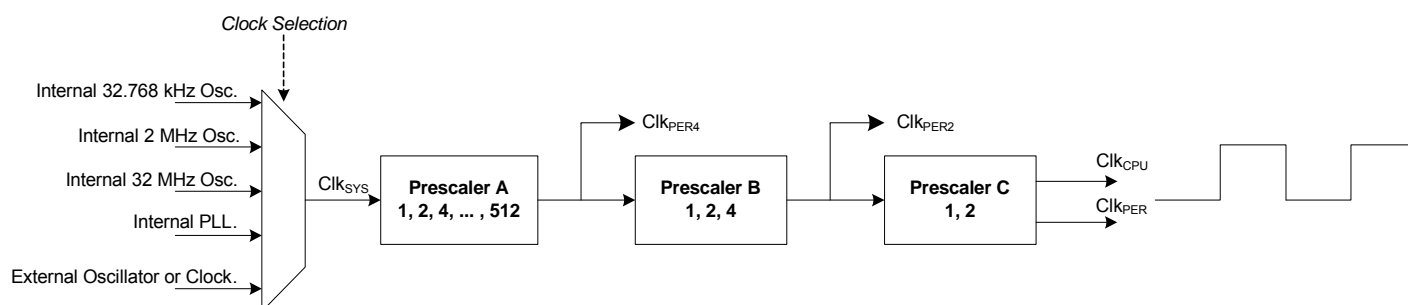 Clock Selection
Internal 32.768 kHz Osc.
Internal 2 MHz Osc.
Internal 32 MHz Osc.
Internal PLL.
External Oscillator or Clock.
ClkSYS
Prescaler A
1, 2, 4, ... , 512
ClkPER4
Prescaler B
1, 2, 4
ClkPER2
Prescaler C
1, 2
ClkCPU
ClkPER